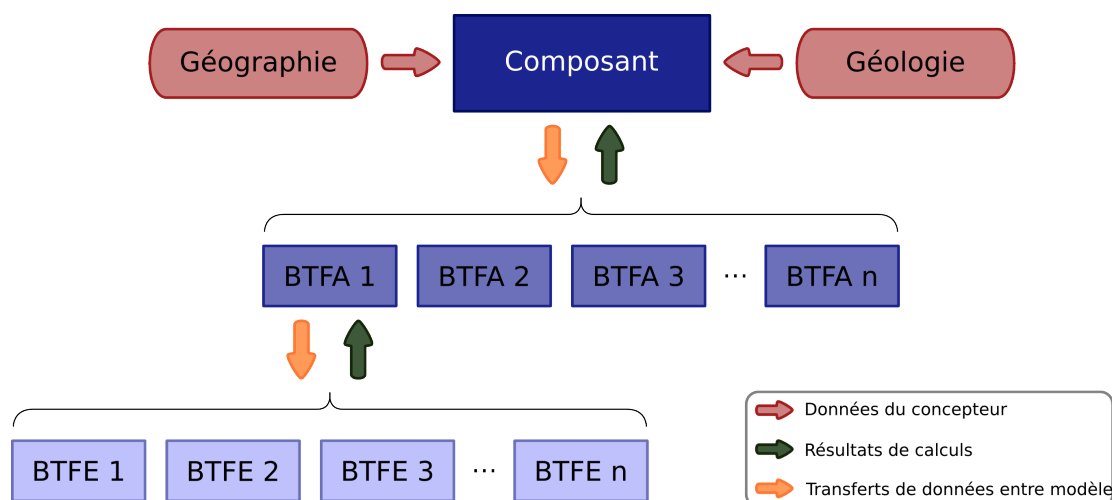 Géographie
Composant
Géologie
BTFA 1
BTFA 2
BTFA 3
...
BTFA n
BTFE 1
BTFE 2
BTFE 3
...
BTFE n
Données du concepteur
Résultats de calculs
Transferts de données entre modèle